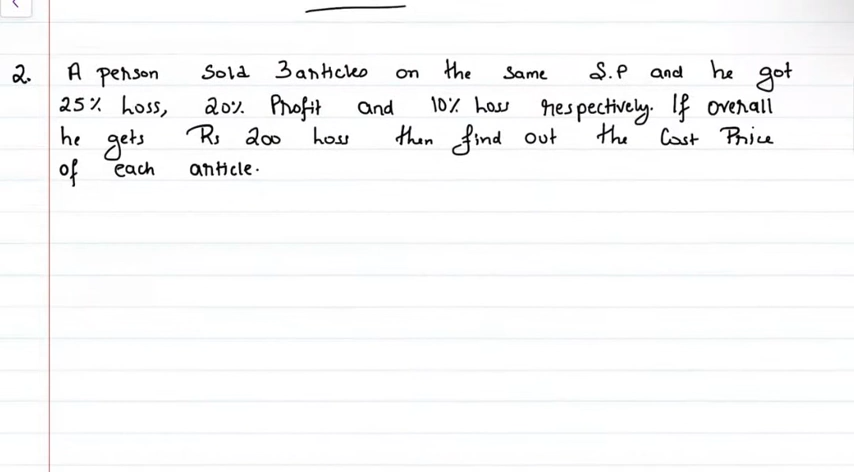 2. A person sold 3 articles on the same S.P and he got
25% Loss, 20% Profit and 10% Loss respectively. If overall
he gets Rs 200 Loss then find out the Cost Price
of each article.